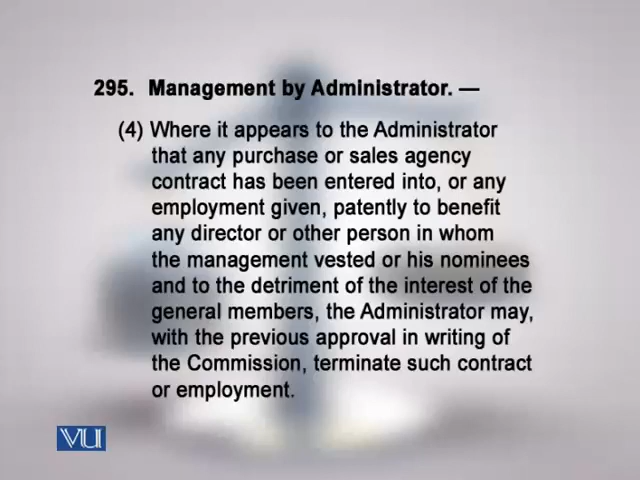 295. Management by Administrator. —
(4) Where it appears to the Administrator
that any purchase or sales agency
contract has been entered into, or any
employment given, patently to benefit
any director or other person in whom
the management vested or his nominees
and to the detriment of the interest of the
general members, the Administrator may,
with the previous approval in writing of
the Commission, terminate such contract
or employment.
VU